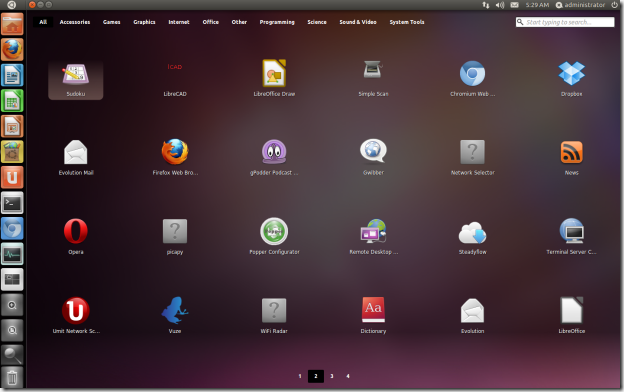 5:29 AM administrator
All Accessories Games Graphics Internet Office Other Programming Science Sound & Video System Tools Start typing to search...
Sudoku LibreCAD LibreOffice Draw Simple Scan Chromium Web ... Dropbox
Evolution Mail Firefox Web Bro... gPodder Podcast ... Gwibber Network Selector News
Opera picapy Popper Configurator Remote Desktop ... Steadyflow Terminal Server C...
Umit Network Sc... Vuze WiFi Radar Dictionary Evolution LibreOffice
1 2 3 4